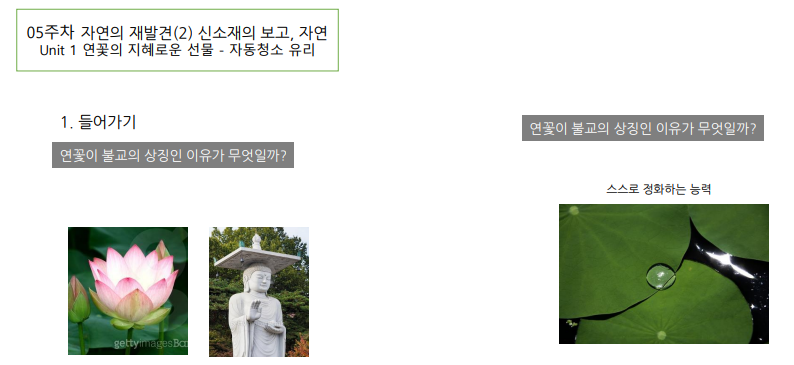 05주차 자연의 재발견(2) 신소재의 보고, 자연
Unit 1 연꽃의 지혜로운 선물 - 자동청소 유리
1. 들어가기
연꽃이 불교의 상징인 이유가 무엇일까?
gettyimagesBa
연꽃이 불교의 상징인 이유가 무엇일까?
스스로 정화하는 능력